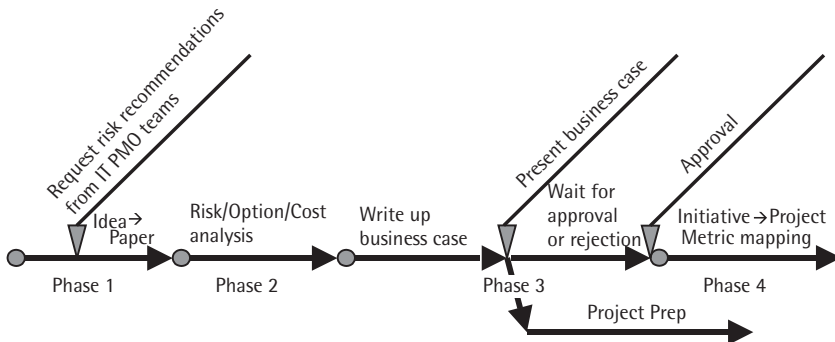 Request risk recommendations
from IT PMO teams
Idea→
Paper
Risk/Option/Cost
analysis
Write up
business case
Present business case
Wait for
approval
or rejection
Approval
Initiative→Project
Metric mapping
Phase 1
Phase 2
Phase 3
Phase 4
Project Prep